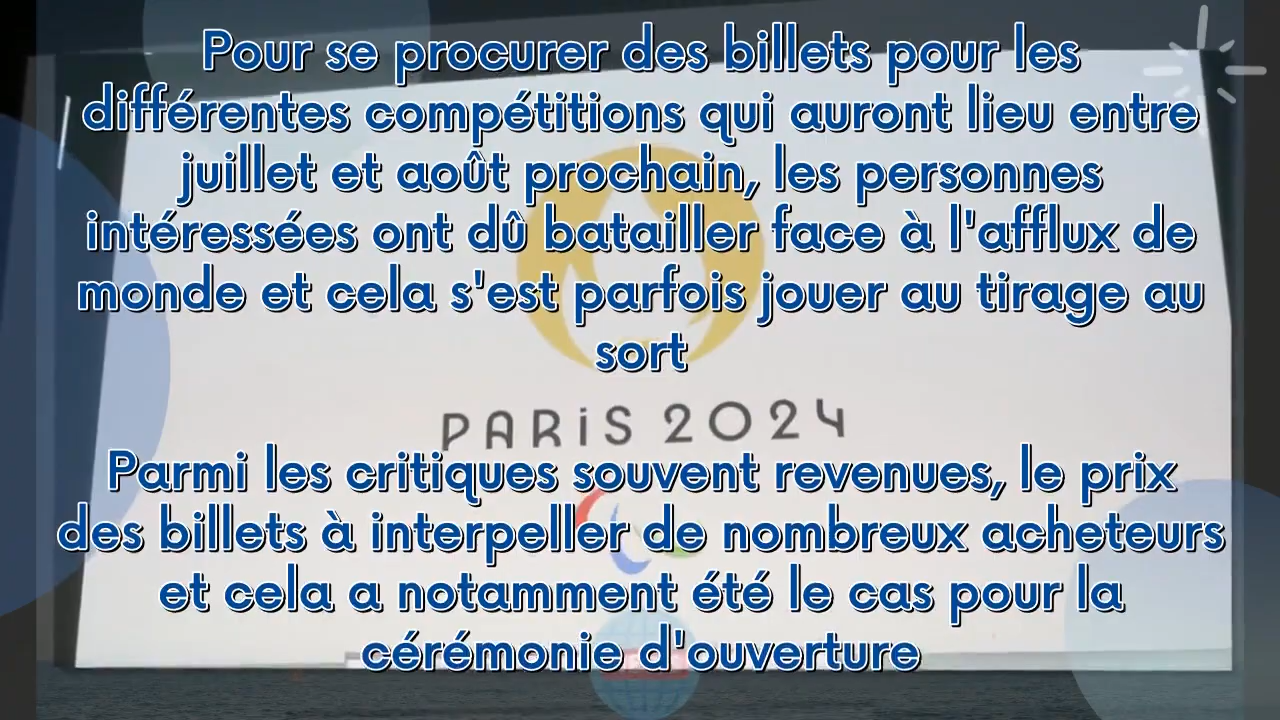 Pour se procurer des billets pour les
différentes compétitions qui auront lieu entre
juillet et août prochain, les personnes
intéressées ont dû batailler face à l'afflux de
monde et cela s'est parfois jouer au tirage au
sort
PARIS 2024
Parmi les critiques souvent revenues, le prix
des billets à interpeller de nombreux acheteurs
et cela a notamment été le cas pour la
cérémonie d'ouverture